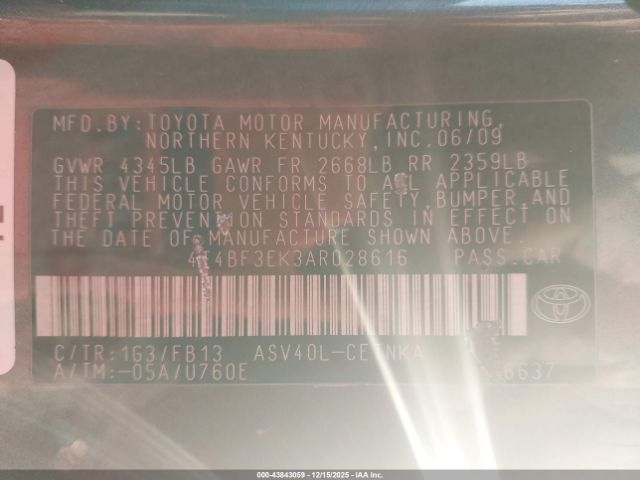 MFD.BY:TOYOTA MOTOR MANUFACTURING,
NORTHERN KENTUCKY,INC.06/09
GVWR 4345LB GAWR FR 2668LB RR 2359LB
THIS VEHICLE CONFORMS TO ALL APPLICABLE
FEDERAL MOTOR VEHICLE SAFETY,BUMPER,AND
THEFT PREVENTION STANDARDS IN EFFECT ON
THE DATE OF MANUFACTURE SHOWN ABOVE.
4T4BF3EK3AR028616 PASS.CAR
C/TR:1G3/FB13 ASV40L-CETNKA
A/TM:-05A/U760E
000-43843059 - 12/15/2025 - IAA Inc.